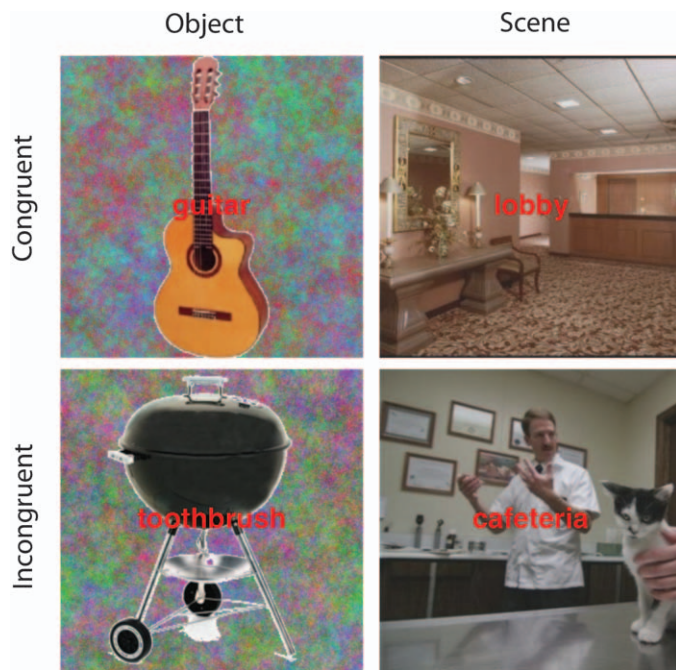 Object
Scene
Congruent
guitar
lobby
Incongruent
toothbrush
cafeteria